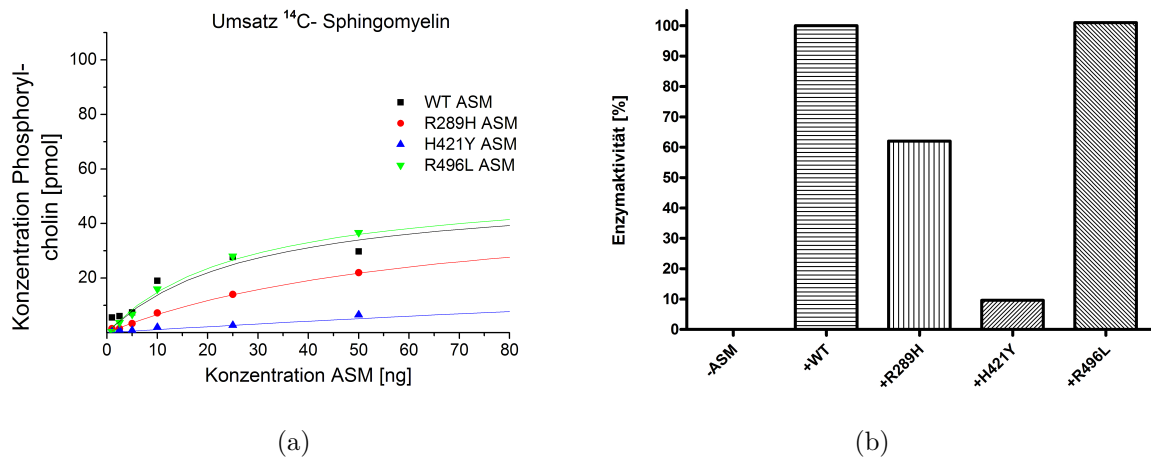 Umsatz ¹⁴C- Sphingomyelin
Konzentration Phosphoryl-
cholin [pmol]
100
80
60
40
20
WT ASM
R289H ASM
H421Y ASM
R496L ASM
0 10 20 30 40 50 60 70 80
Konzentration ASM [ng]
(a)
Enzymaktivität [%]
100
90
80
70
60
50
40
30
20
10
0
-ASM
+WT
+R289H
+H421Y
+R496L
(b)